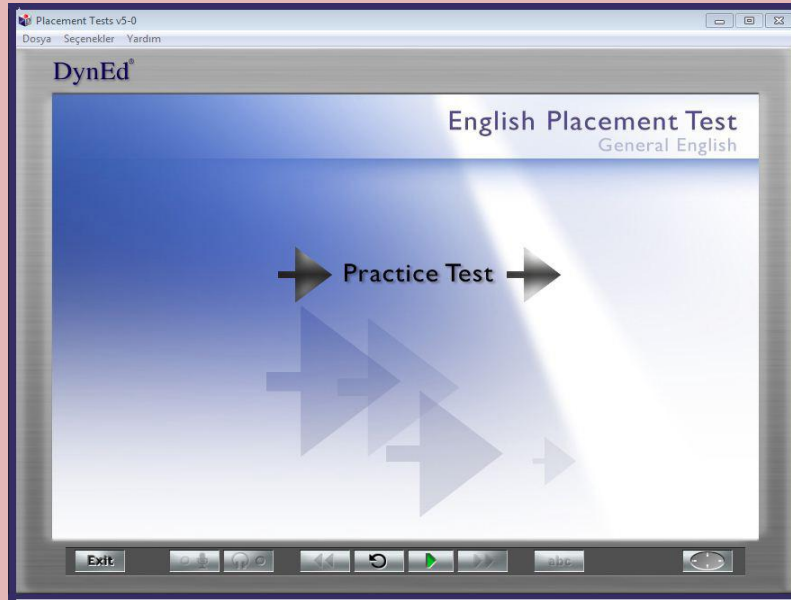 Placement Tests v5-0
Dosya Seçenekler Yardım
DynEd®
English Placement Test
General English
Practice Test
Exit
abc